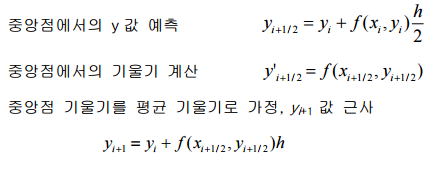 중앙점에서의 y 값 예측 y_{i+1/2} = y_i + f(x_i, y_i) h/2
중앙점에서의 기울기 계산 y'_{i+1/2} = f(x_{i+1/2}, y_{i+1/2})
중앙점 기울기를 평균 기울기로 가정, y_{i+1} 값 근사
y_{i+1} = y_i + f(x_{i+1/2}, y_{i+1/2})h